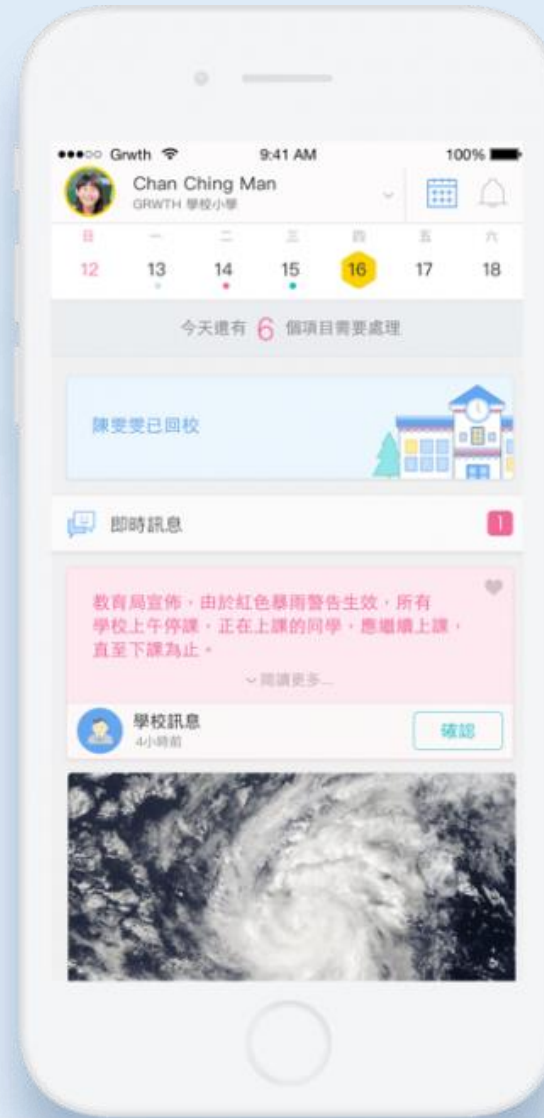 Grwth 9:41 AM 100%
Chan Ching Man
GRWTH 學校小學
日 一 二 三 四 五 六
12 13 14 15 16 17 18
今天還有 6 個項目需要處理
陳雯雯已回校
即時訊息 1
教育局宣佈，由於紅色暴雨警告生效，所有
學校上午停課，正在上課的同學，應繼續上課，
直至下課為止。
閱讀更多...
學校訊息 確認
4小時前